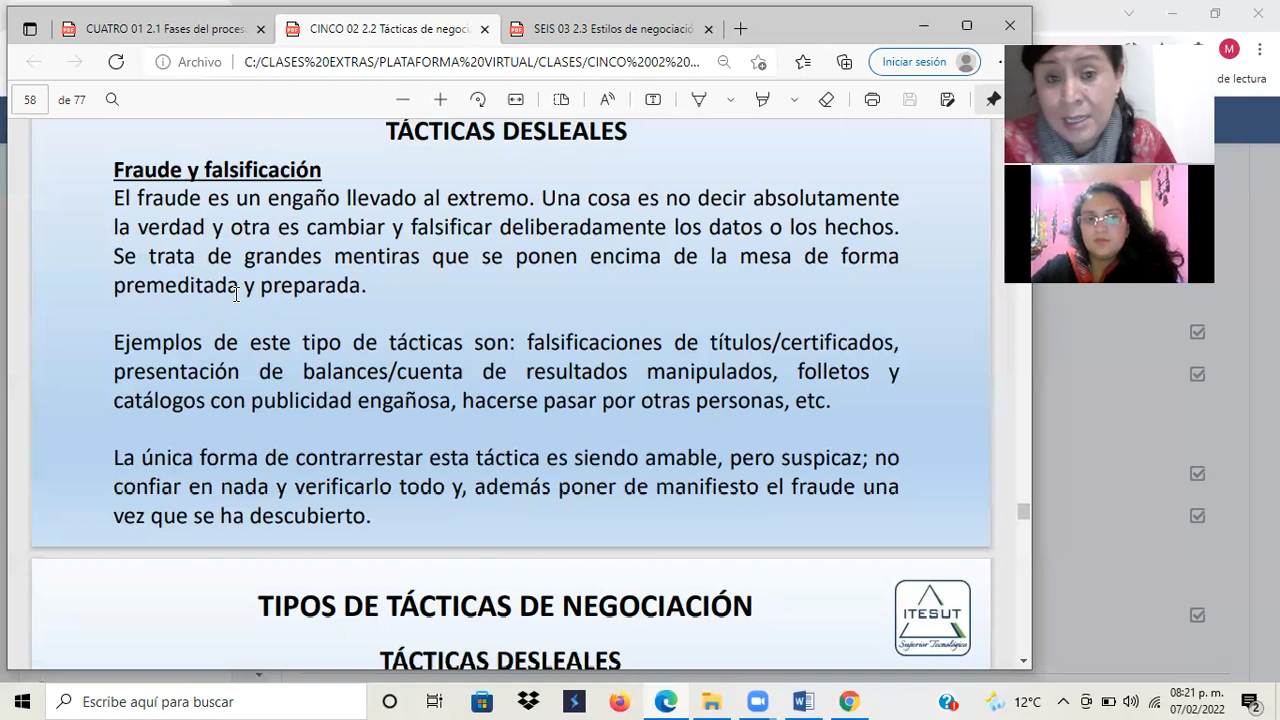 CUATRO 01 2.1 Fases del proces
CINCO 02 2.2 Tácticas de negoci
SEIS 03 2.3 Estilos de negociació
Archivo
C:/CLASES%20EXTRAS/PLATAFORMA%20VIRTUAL/CLASES/CINCO%2002%20...
Iniciar sesión
M
de lectura
58
de 77
TÁCTICAS DESLEALES
Fraude y falsificación
El fraude es un engaño llevado al extremo. Una cosa es no decir absolutamente
la verdad y otra es cambiar y falsificar deliberadamente los datos o los hechos.
Se trata de grandes mentiras que se ponen encima de la mesa de forma
premeditada y preparada.
Ejemplos de este tipo de tácticas son: falsificaciones de títulos/certificados,
presentación de balances/cuenta de resultados manipulados, folletos y
catálogos con publicidad engañosa, hacerse pasar por otras personas, etc.
La única forma de contrarrestar esta táctica es siendo amable, pero suspicaz; no
confiar en nada y verificarlo todo y, además poner de manifiesto el fraude una
vez que se ha descubierto.
TIPOS DE TÁCTICAS DE NEGOCIACIÓN
ITESUT
Superior Tecnológica
TÁCTICAS DESLEALES
Escribe aquí para buscar
12°C
08:21 p. m.
07/02/2022
2